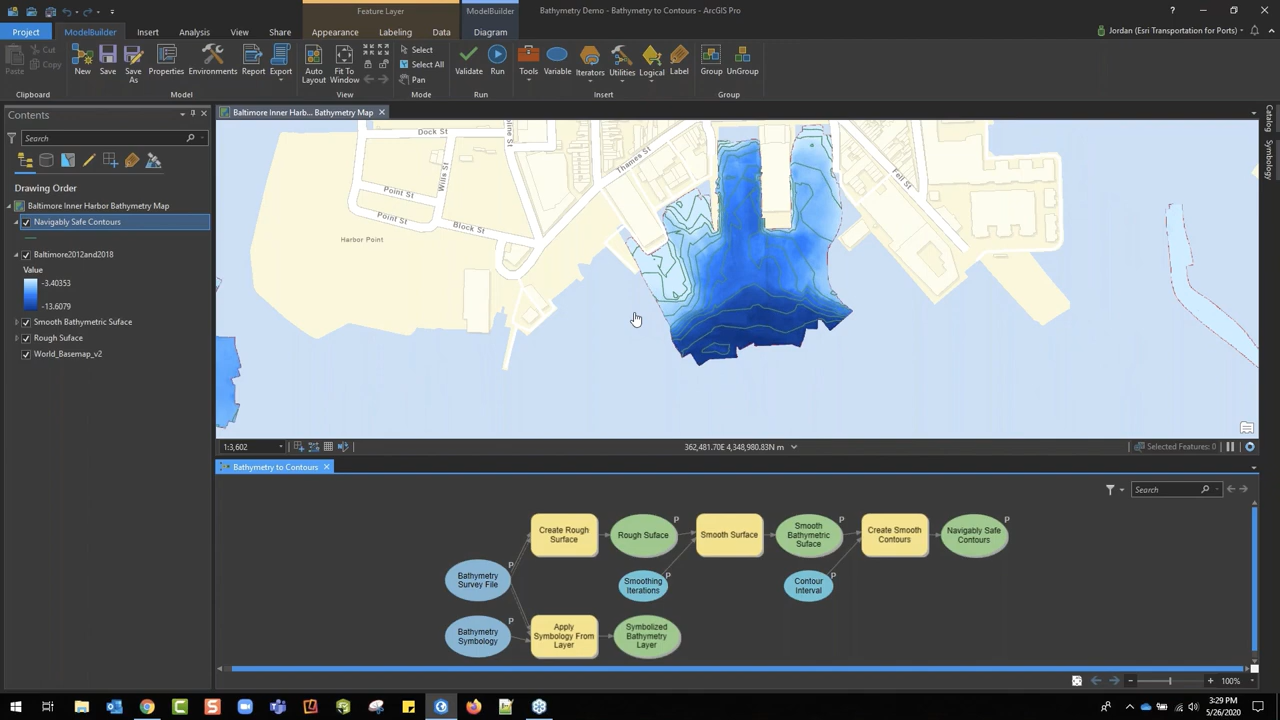 Feature Layer
ModelBuilder
Bathymetry Demo - Bathymetry to Contours - ArcGIS Pro
?
Project
ModelBuilder
Insert
Analysis
View
Share
Appearance
Labeling
Data
Diagram
Jordan (Esri Transportation for Ports)
Paste
Cut
Copy
New
Save
Save As
Properties
Environments
Report
Export
Auto Layout
Fit To Window
Select
Select All
Pan
Validate
Run
Tools
Variable
Iterators
Utilities
Logical
Label
Group
UnGroup
Clipboard
Model
View
Mode
Run
Insert
Group
Contents
Search
Drawing Order
Baltimore Inner Harbor Bathymetry Map
Navigably Safe Contours
Baltimore2012and2018
Value
-3.40353
-13.6079
Smooth Bathymetric Suface
Rough Suface
World_Basemap_v2
Baltimore Inner Harb... Bathymetry Map
Dock St
Wills St
Thames St
Point St
Point St
Block St
Fell St
Harbor Point
Catalog
Symbology
1:3,602
362,481.70E 4,348,980.83N m
Selected Features: 0
Bathymetry to Contours
Search
Create Rough
Surface
Rough Suface
P
Smooth Surface
Smooth
Bathymetric
Suface
P
Create Smooth
Contours
Navigably Safe
Contours
P
Bathymetry
Survey File
P
Smoothing
Iterations
P
Contour
Interval
P
Bathymetry
Symbology
P
Apply
Symbology From
Layer
Symbolized
Bathymetry
Layer
100%
3:29 PM
5/26/2020